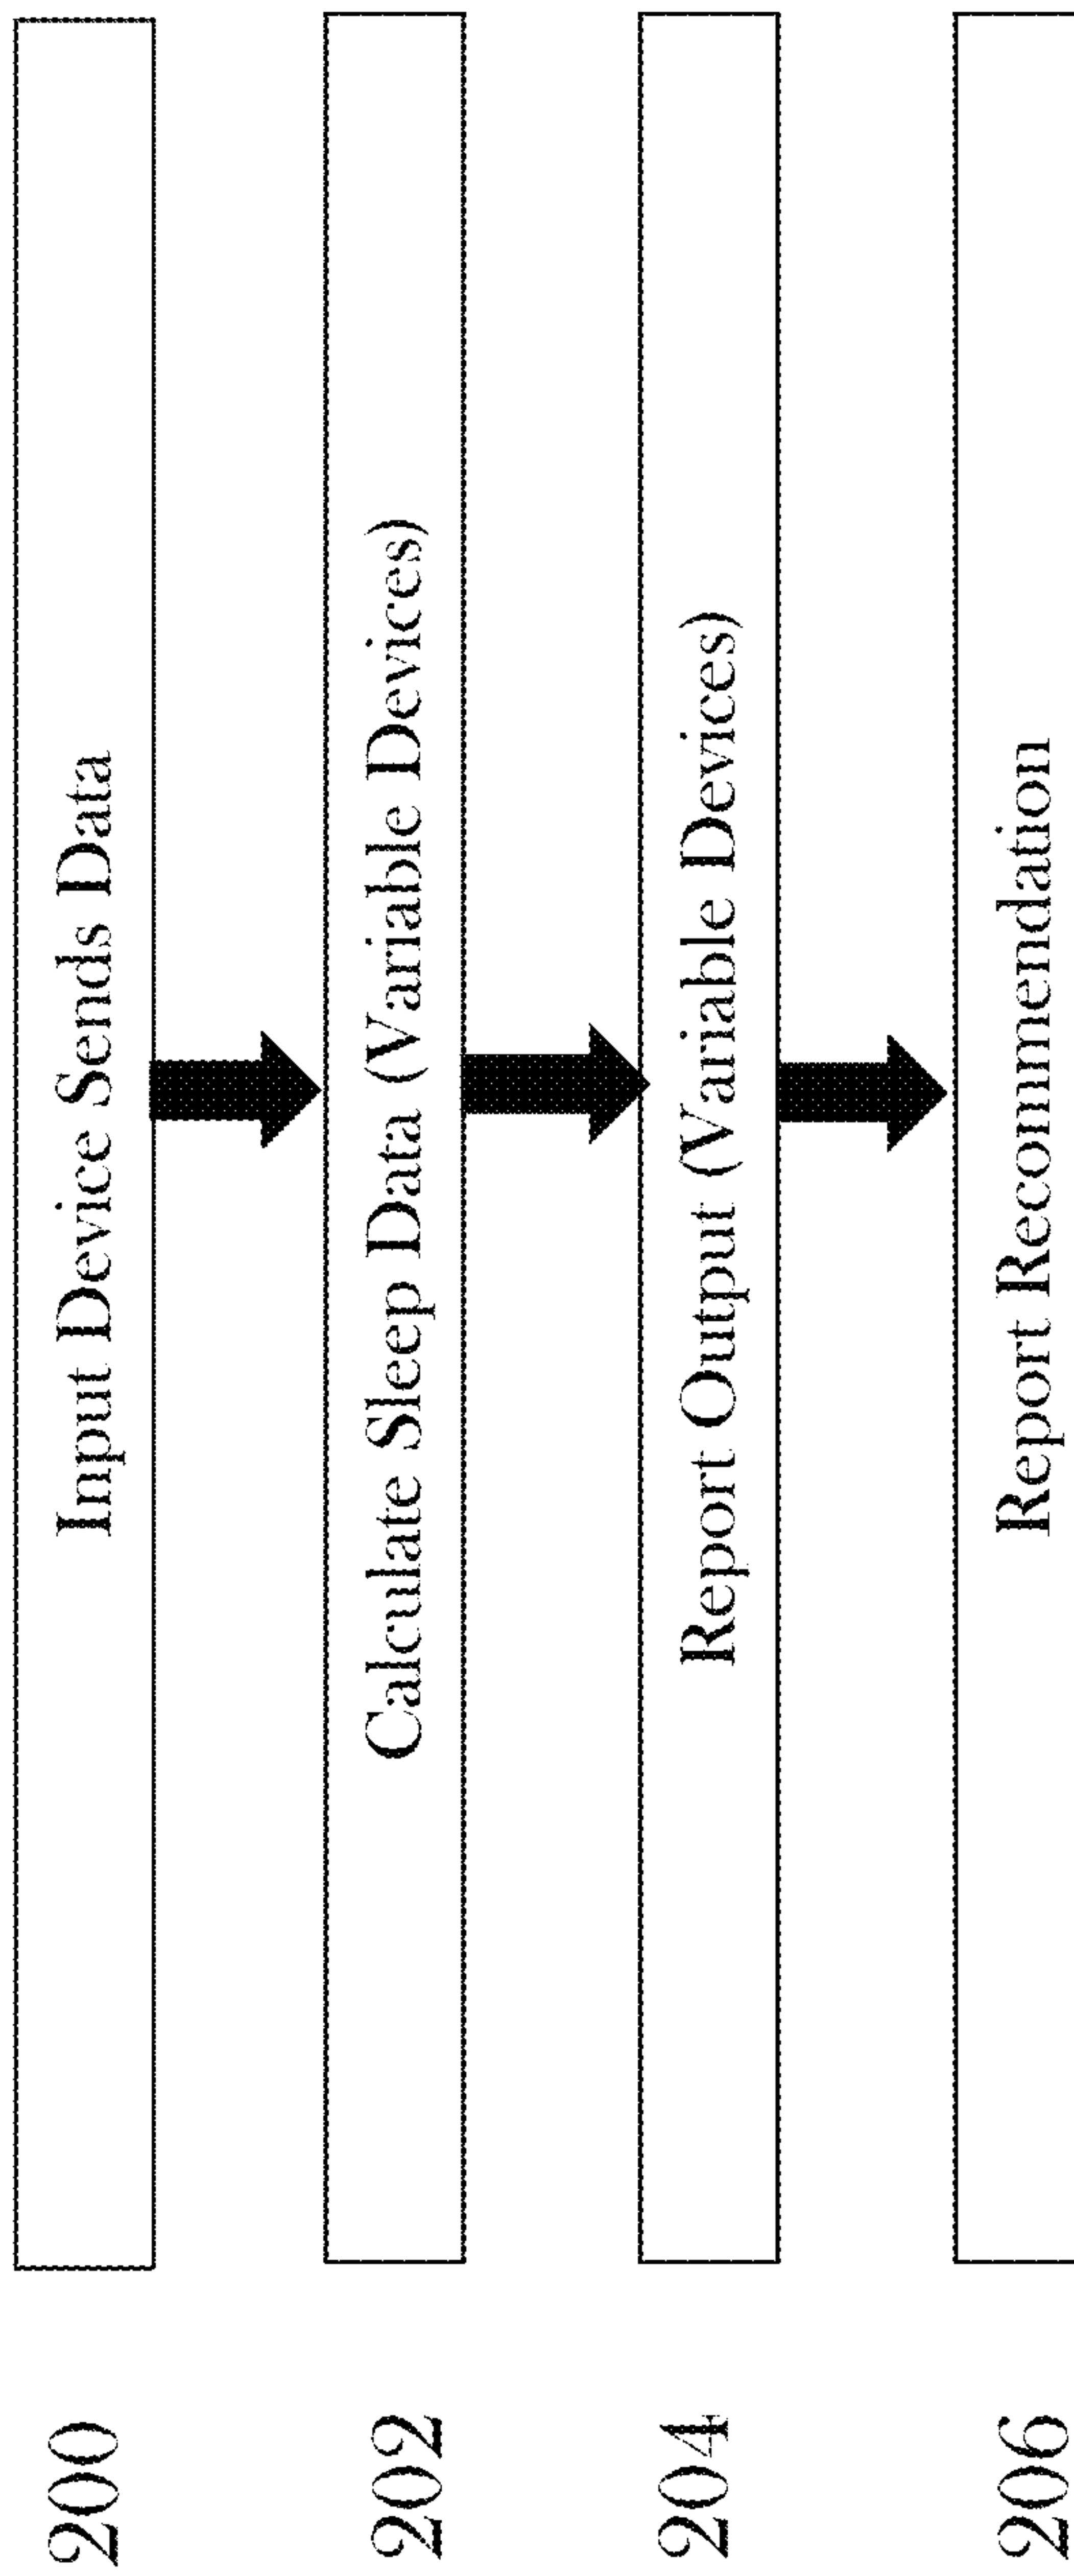 200 Input Device Sends Data
202 Calculate Sleep Data (Variable Devices)
204 Report Output (Variable Devices)
206 Report Recommendation